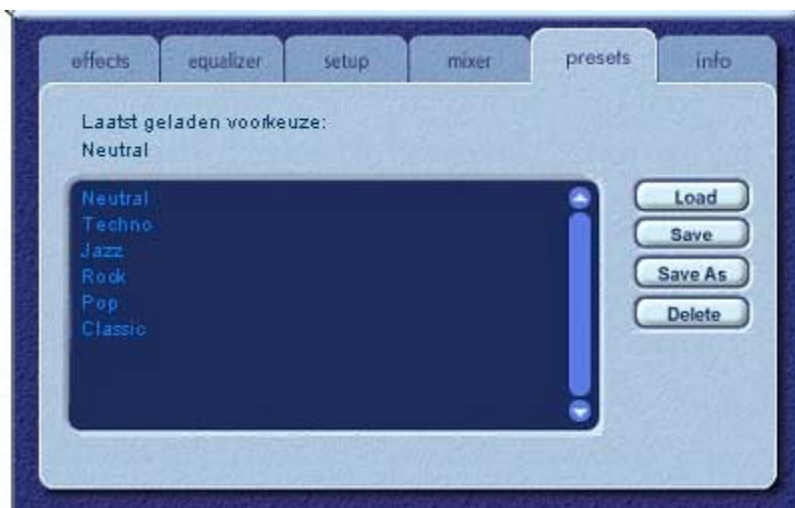 effects equalizer setup mixer presets info
Laatst geladen voorkeuze:
Neutral
Neutral
Techno
Jazz
Rock
Pop
Classic
Load
Save
Save As
Delete